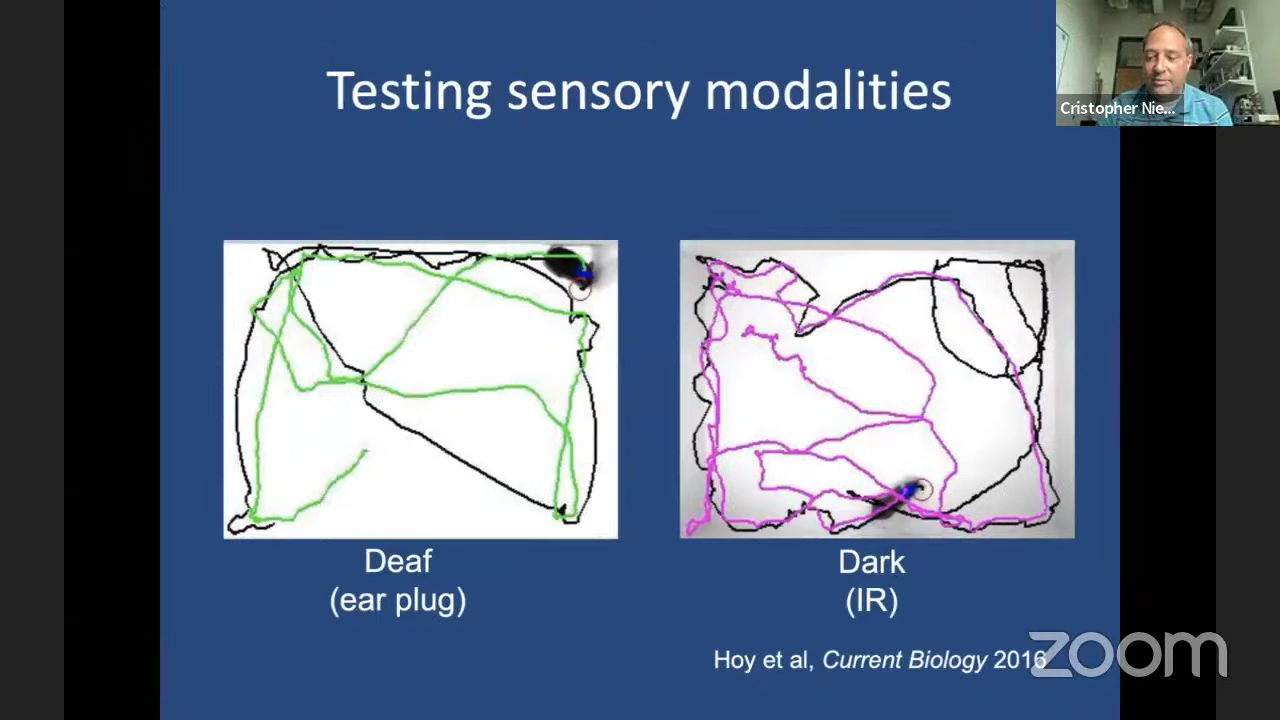 Testing sensory modalities
Cristopher Nie...
Deaf
(ear plug)
Dark
(IR)
Hoy et al, Current Biology 2016
zoom